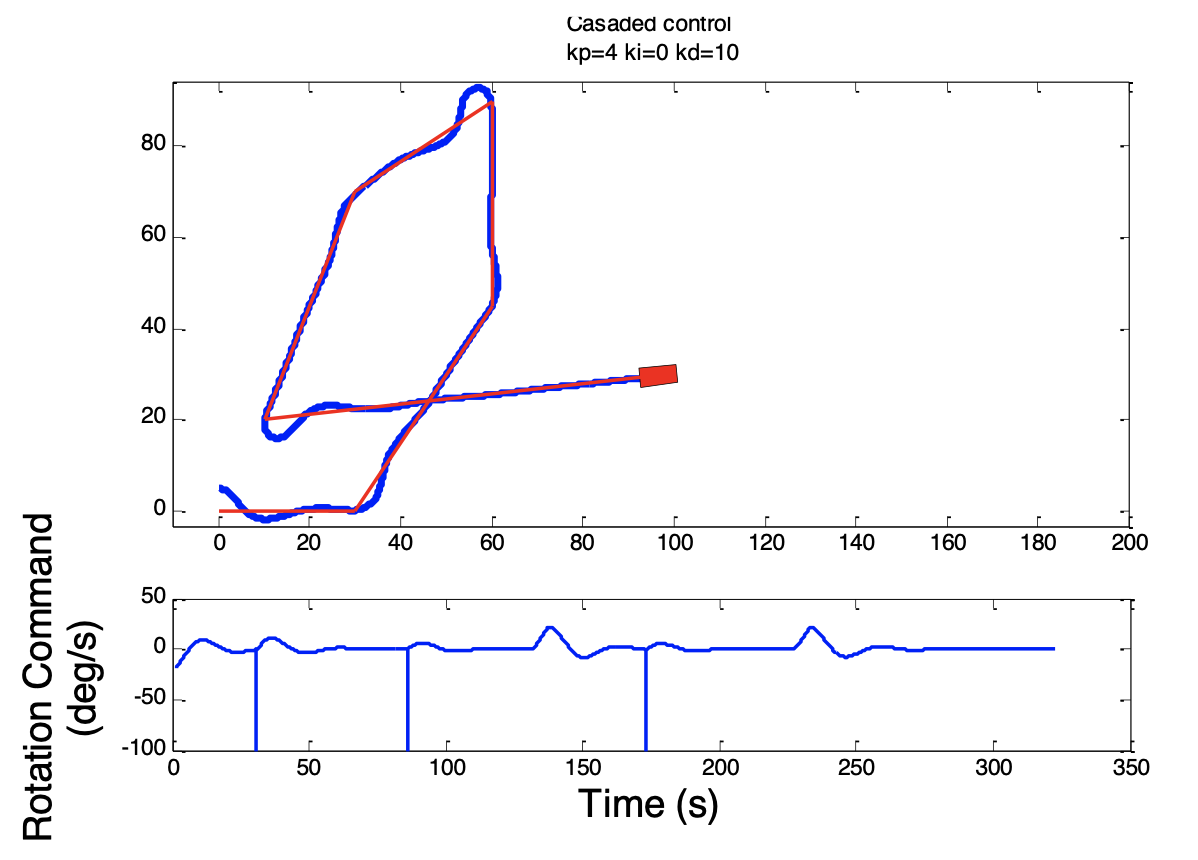 Casaded control
kp=4 ki=0 kd=10
80
60
40
20
0
0 20 40 60 80 100 120 140 160 180 200
Rotation Command
(deg/s)
50
0
-50
-100
0 50 100 150 200 250 300 350
Time (s)